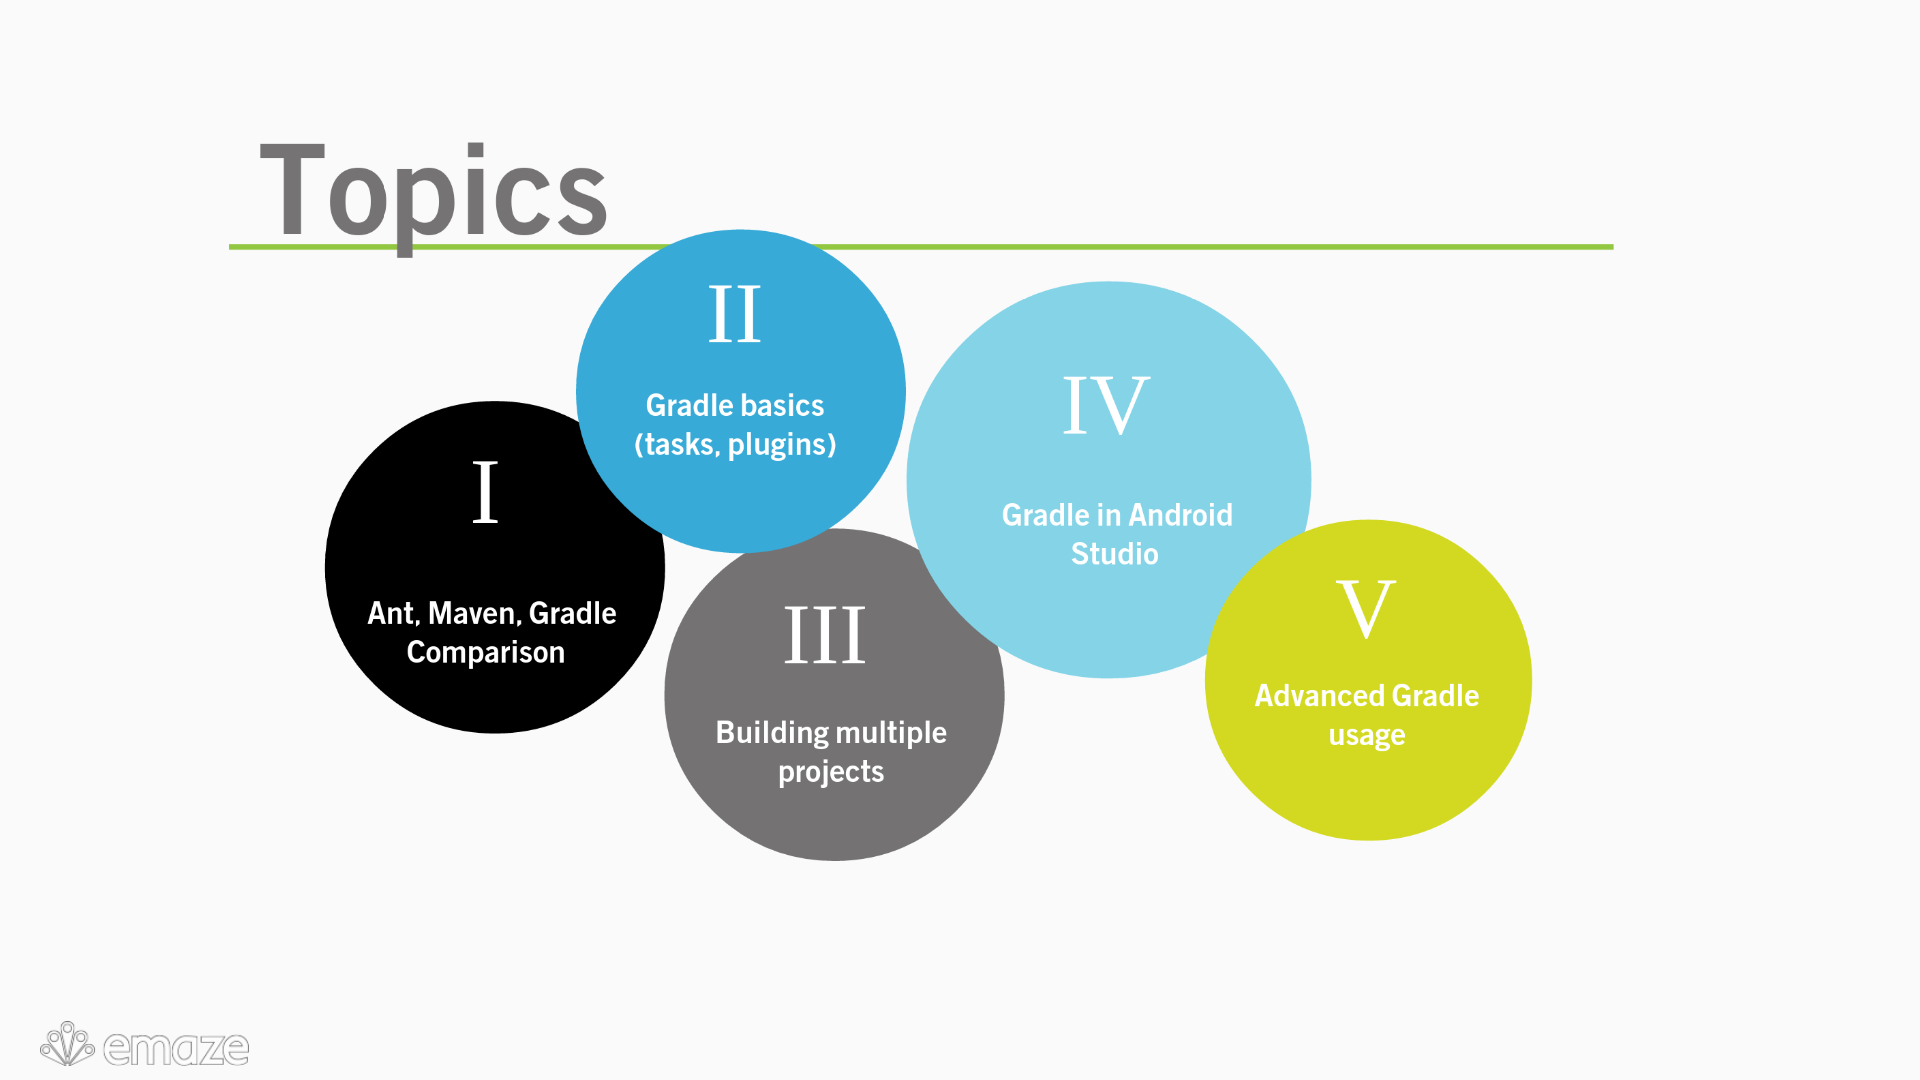 Topics
I
Ant, Maven, Gradle
Comparison
II
Gradle basics
(tasks, plugins)
III
Building multiple
projects
IV
Gradle in Android
Studio
V
Advanced Gradle
usage
emaze